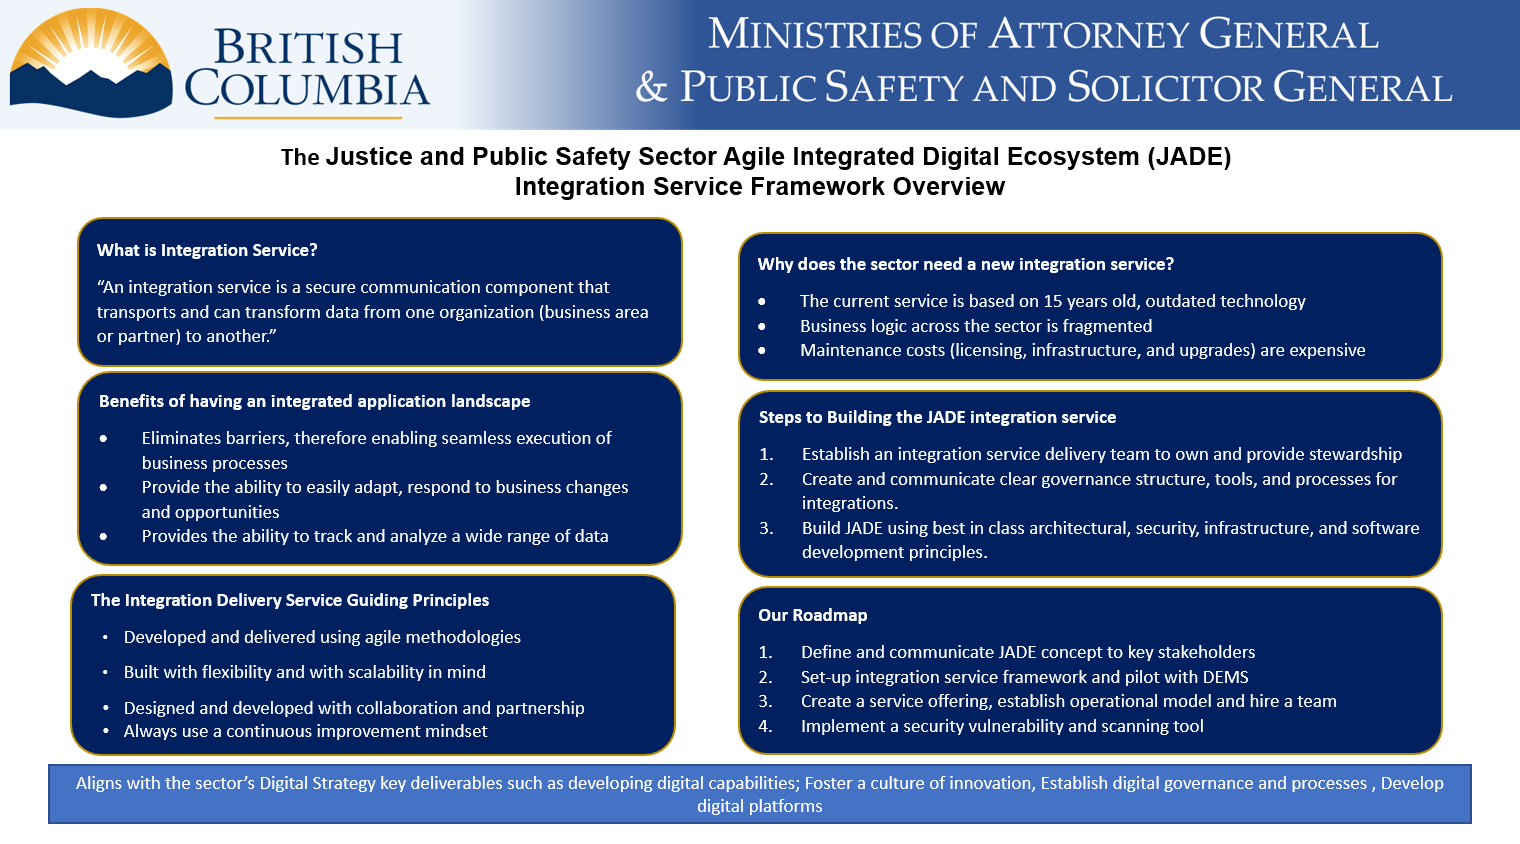 BRITISH
COLUMBIA
MINISTRIES OF ATTORNEY GENERAL
& PUBLIC SAFETY AND SOLICITOR GENERAL
The Justice and Public Safety Sector Agile Integrated Digital Ecosystem (JADE)
Integration Service Framework Overview
What is Integration Service?
“An integration service is a secure communication component that
transports and can transform data from one organization (business area
or partner) to another.”
Benefits of having an integrated application landscape
• Eliminates barriers, therefore enabling seamless execution of
business processes
• Provide the ability to easily adapt, respond to business changes
and opportunities
• Provides the ability to track and analyze a wide range of data
The Integration Delivery Service Guiding Principles
• Developed and delivered using agile methodologies
• Built with flexibility and with scalability in mind
• Designed and developed with collaboration and partnership
• Always use a continuous improvement mindset
Why does the sector need a new integration service?
• The current service is based on 15 years old, outdated technology
• Business logic across the sector is fragmented
• Maintenance costs (licensing, infrastructure, and upgrades) are expensive
Steps to Building the JADE integration service
1. Establish an integration service delivery team to own and provide stewardship
2. Create and communicate clear governance structure, tools, and processes for
integrations.
3. Build JADE using best in class architectural, security, infrastructure, and software
development principles.
Our Roadmap
1. Define and communicate JADE concept to key stakeholders
2. Set-up integration service framework and pilot with DEMS
3. Create a service offering, establish operational model and hire a team
4. Implement a security vulnerability and scanning tool
Aligns with the sector’s Digital Strategy key deliverables such as developing digital capabilities; Foster a culture of innovation, Establish digital governance and processes , Develop
digital platforms